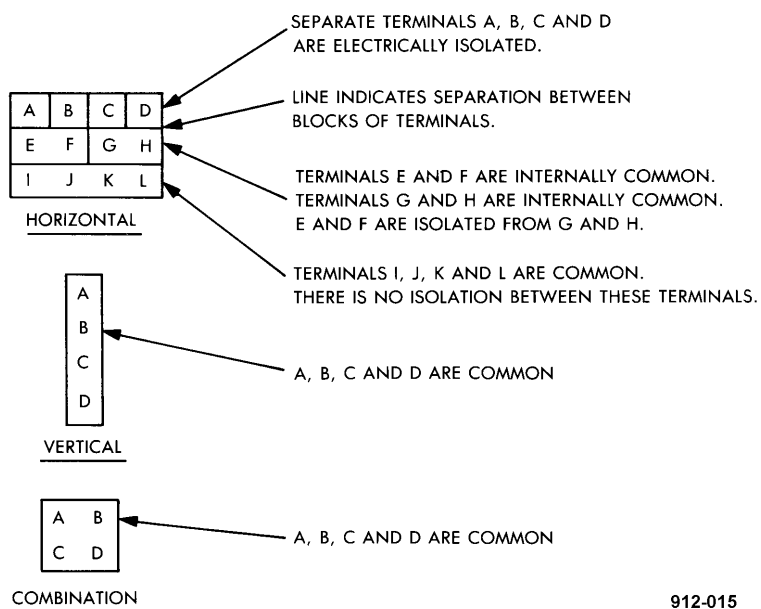 SEPARATE TERMINALS A, B, C AND D
ARE ELECTRICALLY ISOLATED.
A B C D
LINE INDICATES SEPARATION BETWEEN
BLOCKS OF TERMINALS.
E F G H
TERMINALS E AND F ARE INTERNALLY COMMON.
TERMINALS G AND H ARE INTERNALLY COMMON.
E AND F ARE ISOLATED FROM G AND H.
I J K L
HORIZONTAL
TERMINALS I, J, K AND L ARE COMMON.
THERE IS NO ISOLATION BETWEEN THESE TERMINALS.
A
B
C
D
A, B, C AND D ARE COMMON
VERTICAL
A B
C D
A, B, C AND D ARE COMMON
COMBINATION
912-015